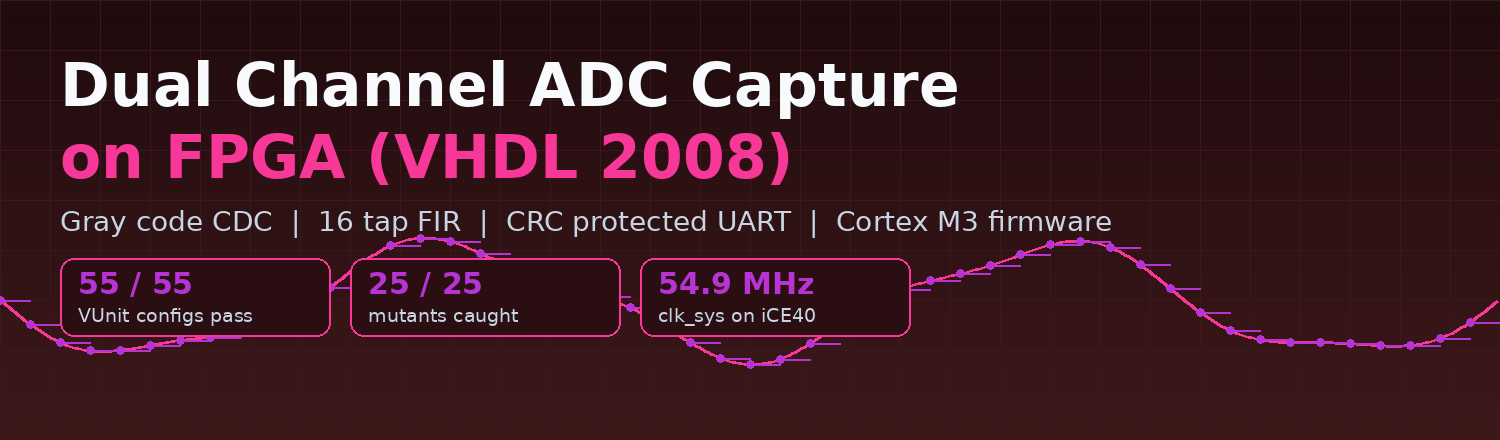 Dual Channel ADC Capture
on FPGA (VHDL 2008)
Gray code CDC | 16 tap FIR | CRC protected UART | Cortex M3 firmware
55 / 55
VUnit configs pass
25 / 25
mutants caught
54.9 MHz
clk_sys on iCE40